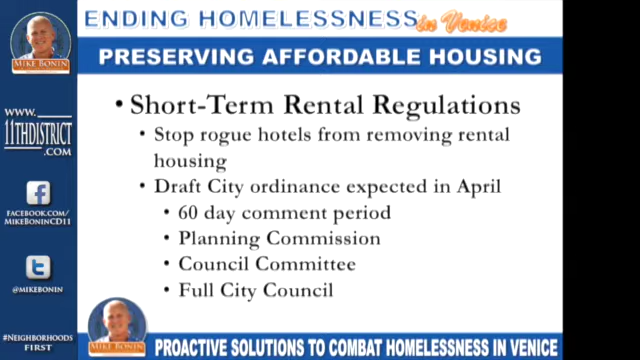 ENDING HOMELESSNESS in Venice
PRESERVING AFFORDABLE HOUSING
MIKE BONIN
WWW.
11THDISTRICT
.COM
FACEBOOK.COM/
MIKEBONINCD11
@MIKEBONIN
#NEIGHBORHOODS
FIRST
• Short-Term Rental Regulations
• Stop rogue hotels from removing rental
housing
• Draft City ordinance expected in April
• 60 day comment period
• Planning Commission
• Council Committee
• Full City Council
MIKE BONIN
PROACTIVE SOLUTIONS TO COMBAT HOMELESSNESS IN VENICE